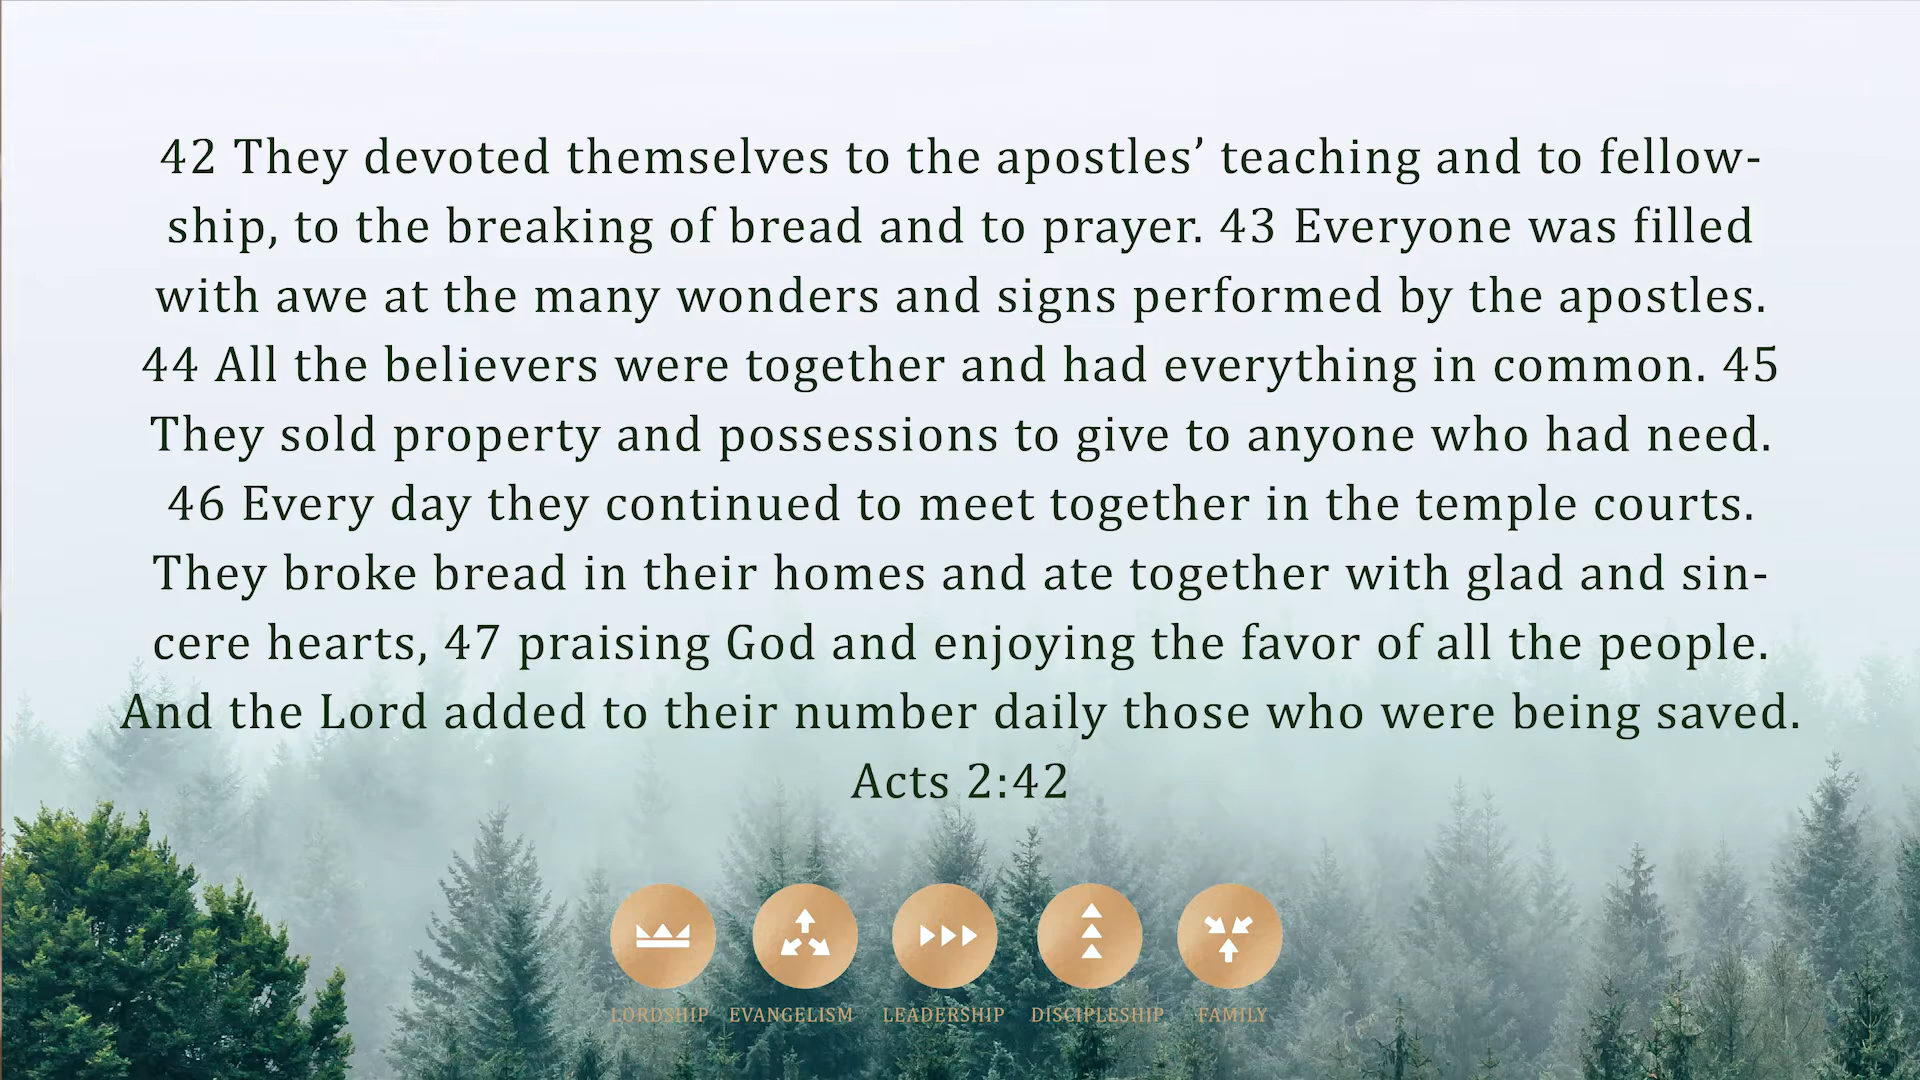 42 They devoted themselves to the apostles’ teaching and to fellow-
ship, to the breaking of bread and to prayer. 43 Everyone was filled
with awe at the many wonders and signs performed by the apostles.
44 All the believers were together and had everything in common. 45
They sold property and possessions to give to anyone who had need.
46 Every day they continued to meet together in the temple courts.
They broke bread in their homes and ate together with glad and sin-
cere hearts, 47 praising God and enjoying the favor of all the people.
And the Lord added to their number daily those who were being saved.
Acts 2:42
LORDSHIP EVANGELISM LEADERSHIP DISCIPLESHIP FAMILY